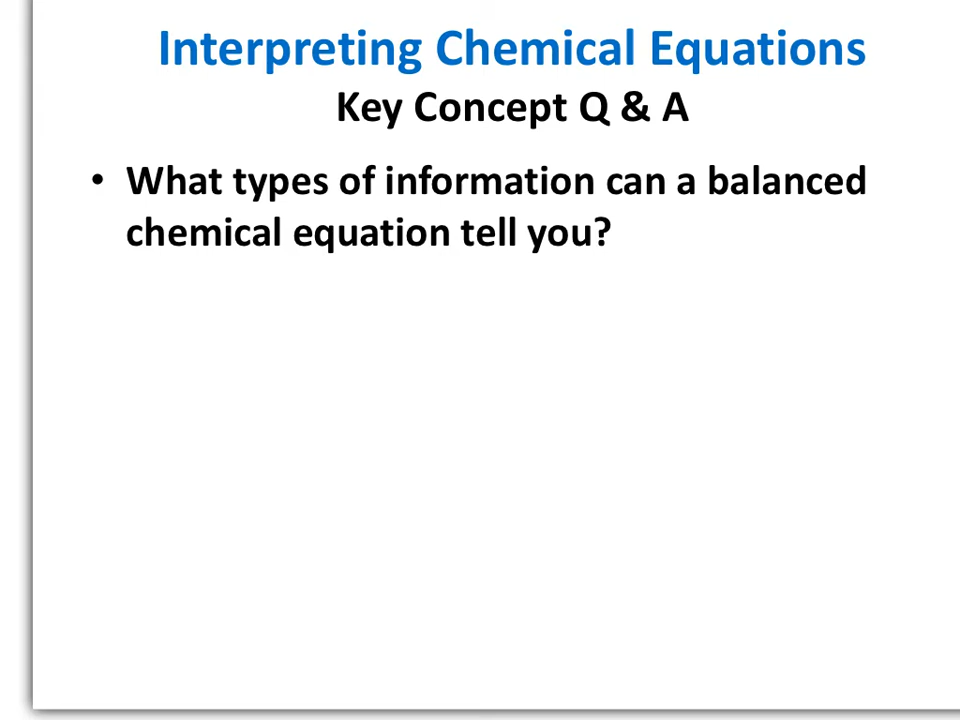 Interpreting Chemical Equations
Key Concept Q & A
• What types of information can a balanced
chemical equation tell you?